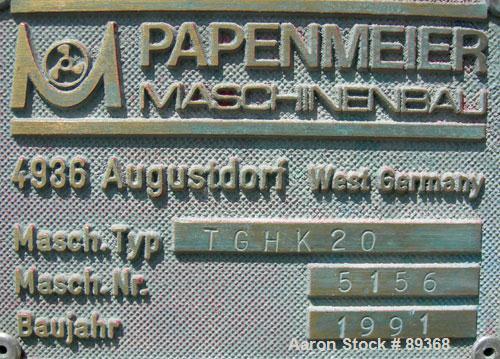 PAPENMEIER
MASCHINENBAU
4936 Augustdorf West Germany
Masch.Typ TGHK20
Masch.Nr. 5156
Baujahr 1991
Aaron Stock # 89368